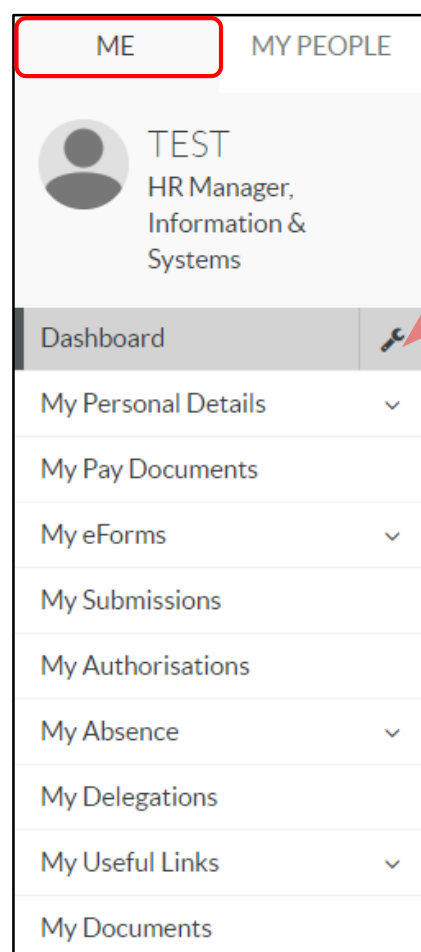 ME MY PEOPLE
TEST
HR Manager,
Information &
Systems
Dashboard
My Personal Details
My Pay Documents
My eForms
My Submissions
My Authorisations
My Absence
My Delegations
My Useful Links
My Documents